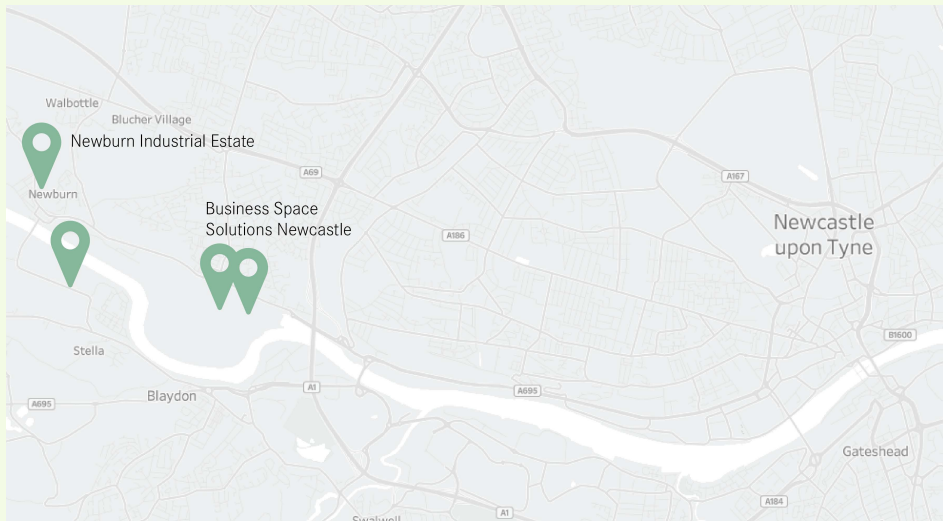 Walbottle
Blucher Village
Newburn Industrial Estate
A69
A167
Newburn
Business Space
Solutions Newcastle
Newcastle
upon Tyne
A186
B1600
Stella
A1
A695
Blaydon
A695
Gateshead
A184
A1
Swalwell